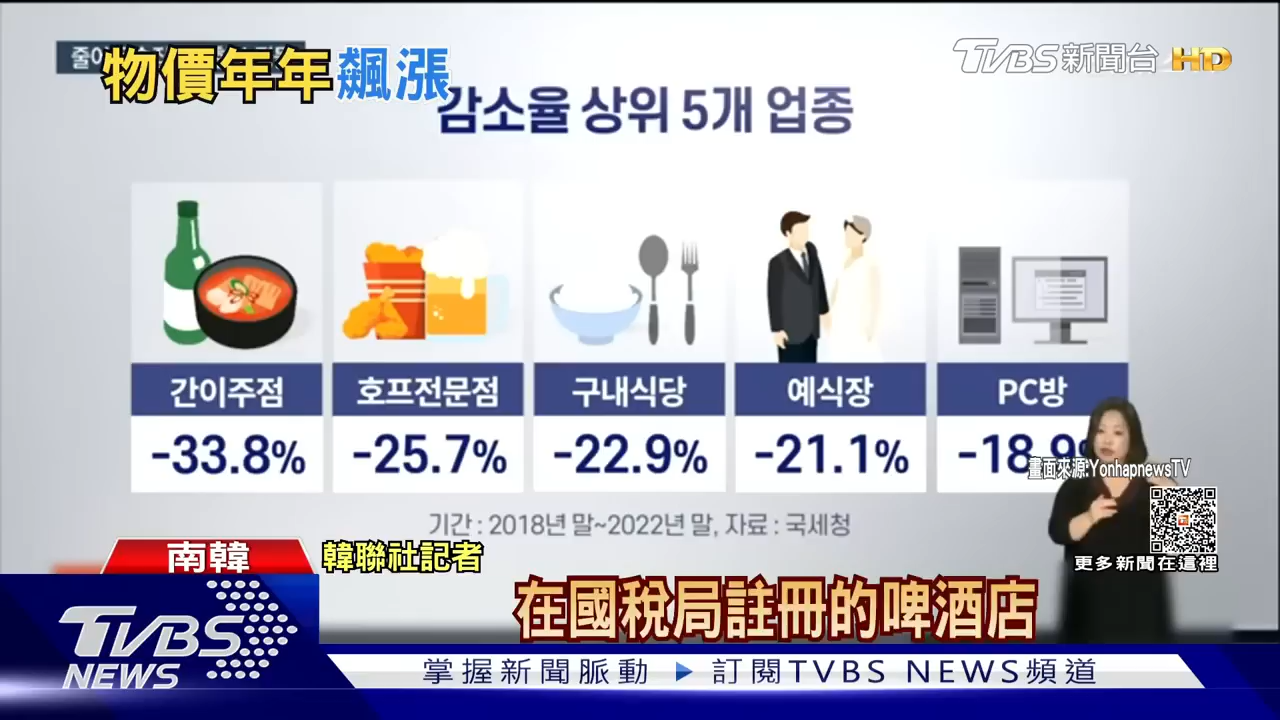 줄어
物價年年飆漲
TVBS新聞台 HD
감소율 상위 5개 업종
간이주점
호프전문점
구내식당
예식장
PC방
-33.8%
-25.7%
-22.9%
-21.1%
-18.9%
畫面來源:YonhapnewsTV
기간 : 2018년 말~2022년 말, 자료 : 국세청
更多新聞在這裡
南韓
韓聯社記者
在國稅局註冊的啤酒店
TVBS NEWS
掌握新聞脈動 ▶ 訂閱TVBS NEWS頻道